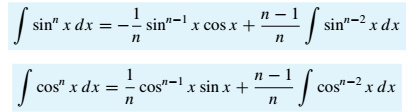 ∫ sinⁿ x dx = −(1/n) sinⁿ⁻¹ x cos x + ((n − 1)/n) ∫ sinⁿ⁻² x dx
∫ cosⁿ x dx = (1/n) cosⁿ⁻¹ x sin x + ((n − 1)/n) ∫ cosⁿ⁻² x dx